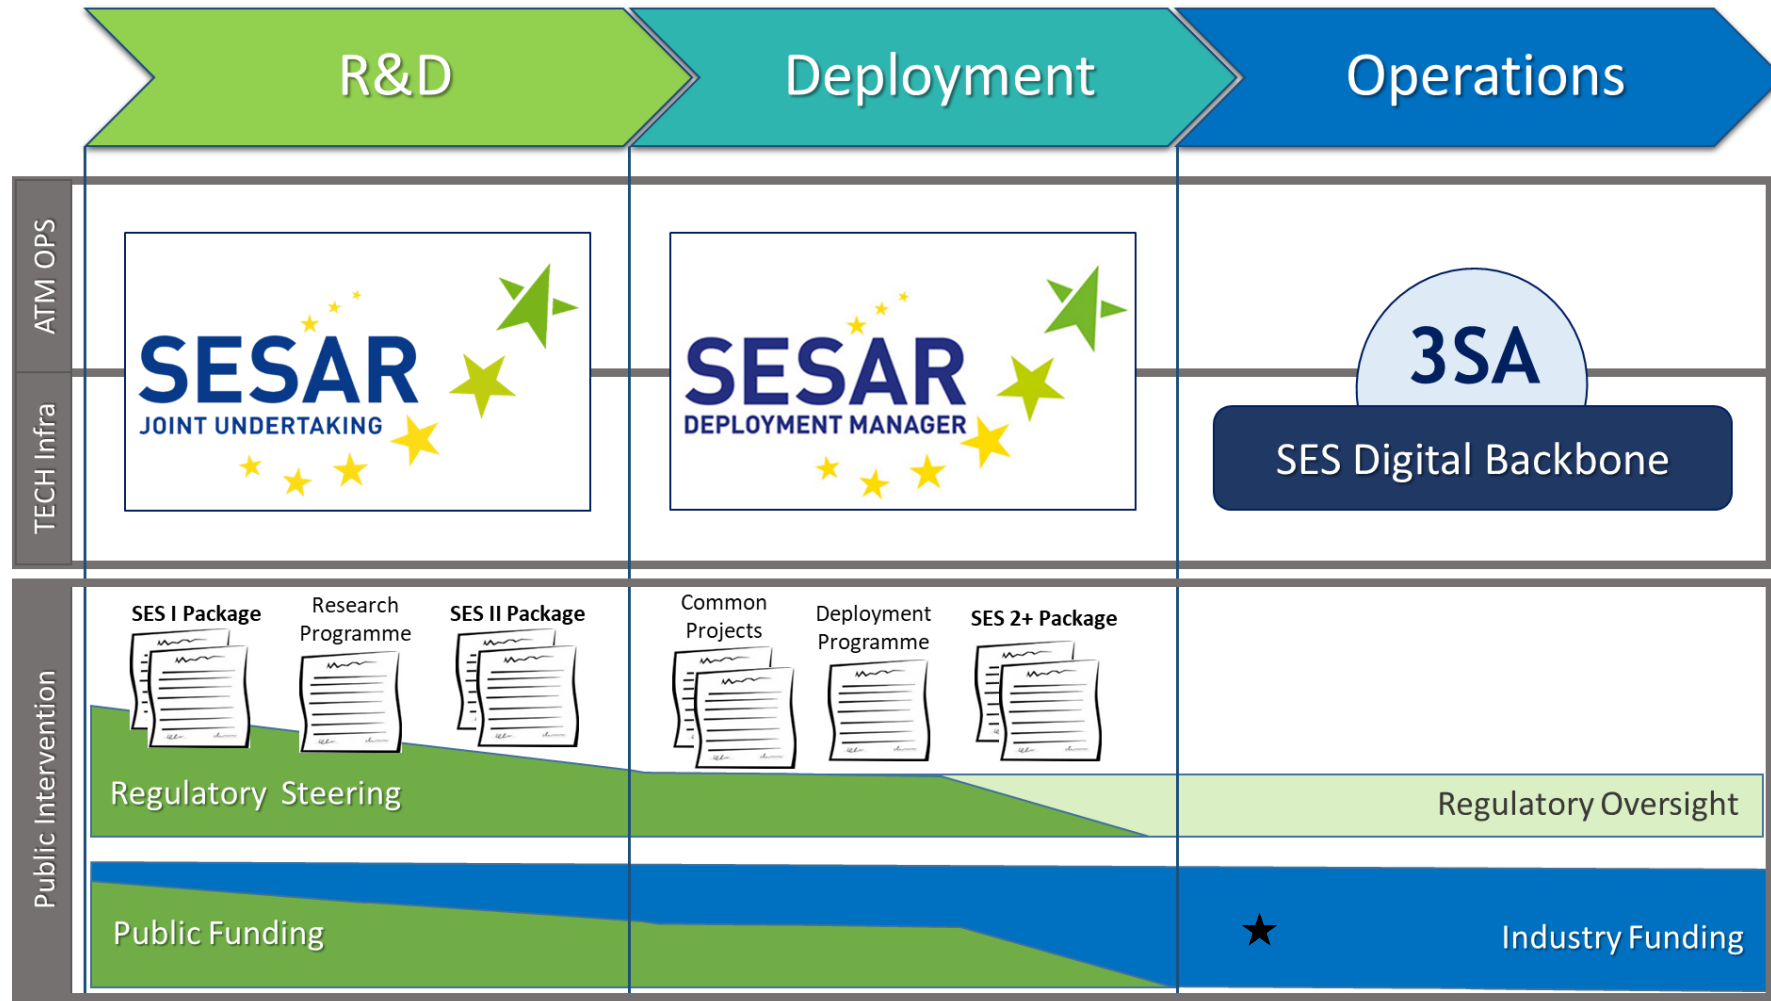 R&D
Deployment
Operations
ATM OPS
TECH Infra
SESAR
JOINT UNDERTAKING
SESAR
DEPLOYMENT MANAGER
3SA
SES Digital Backbone
Public Intervention
SES I Package
Research
Programme
SES II Package
Common
Projects
Deployment
Programme
SES 2+ Package
Regulatory Steering
Regulatory Oversight
Public Funding
Industry Funding